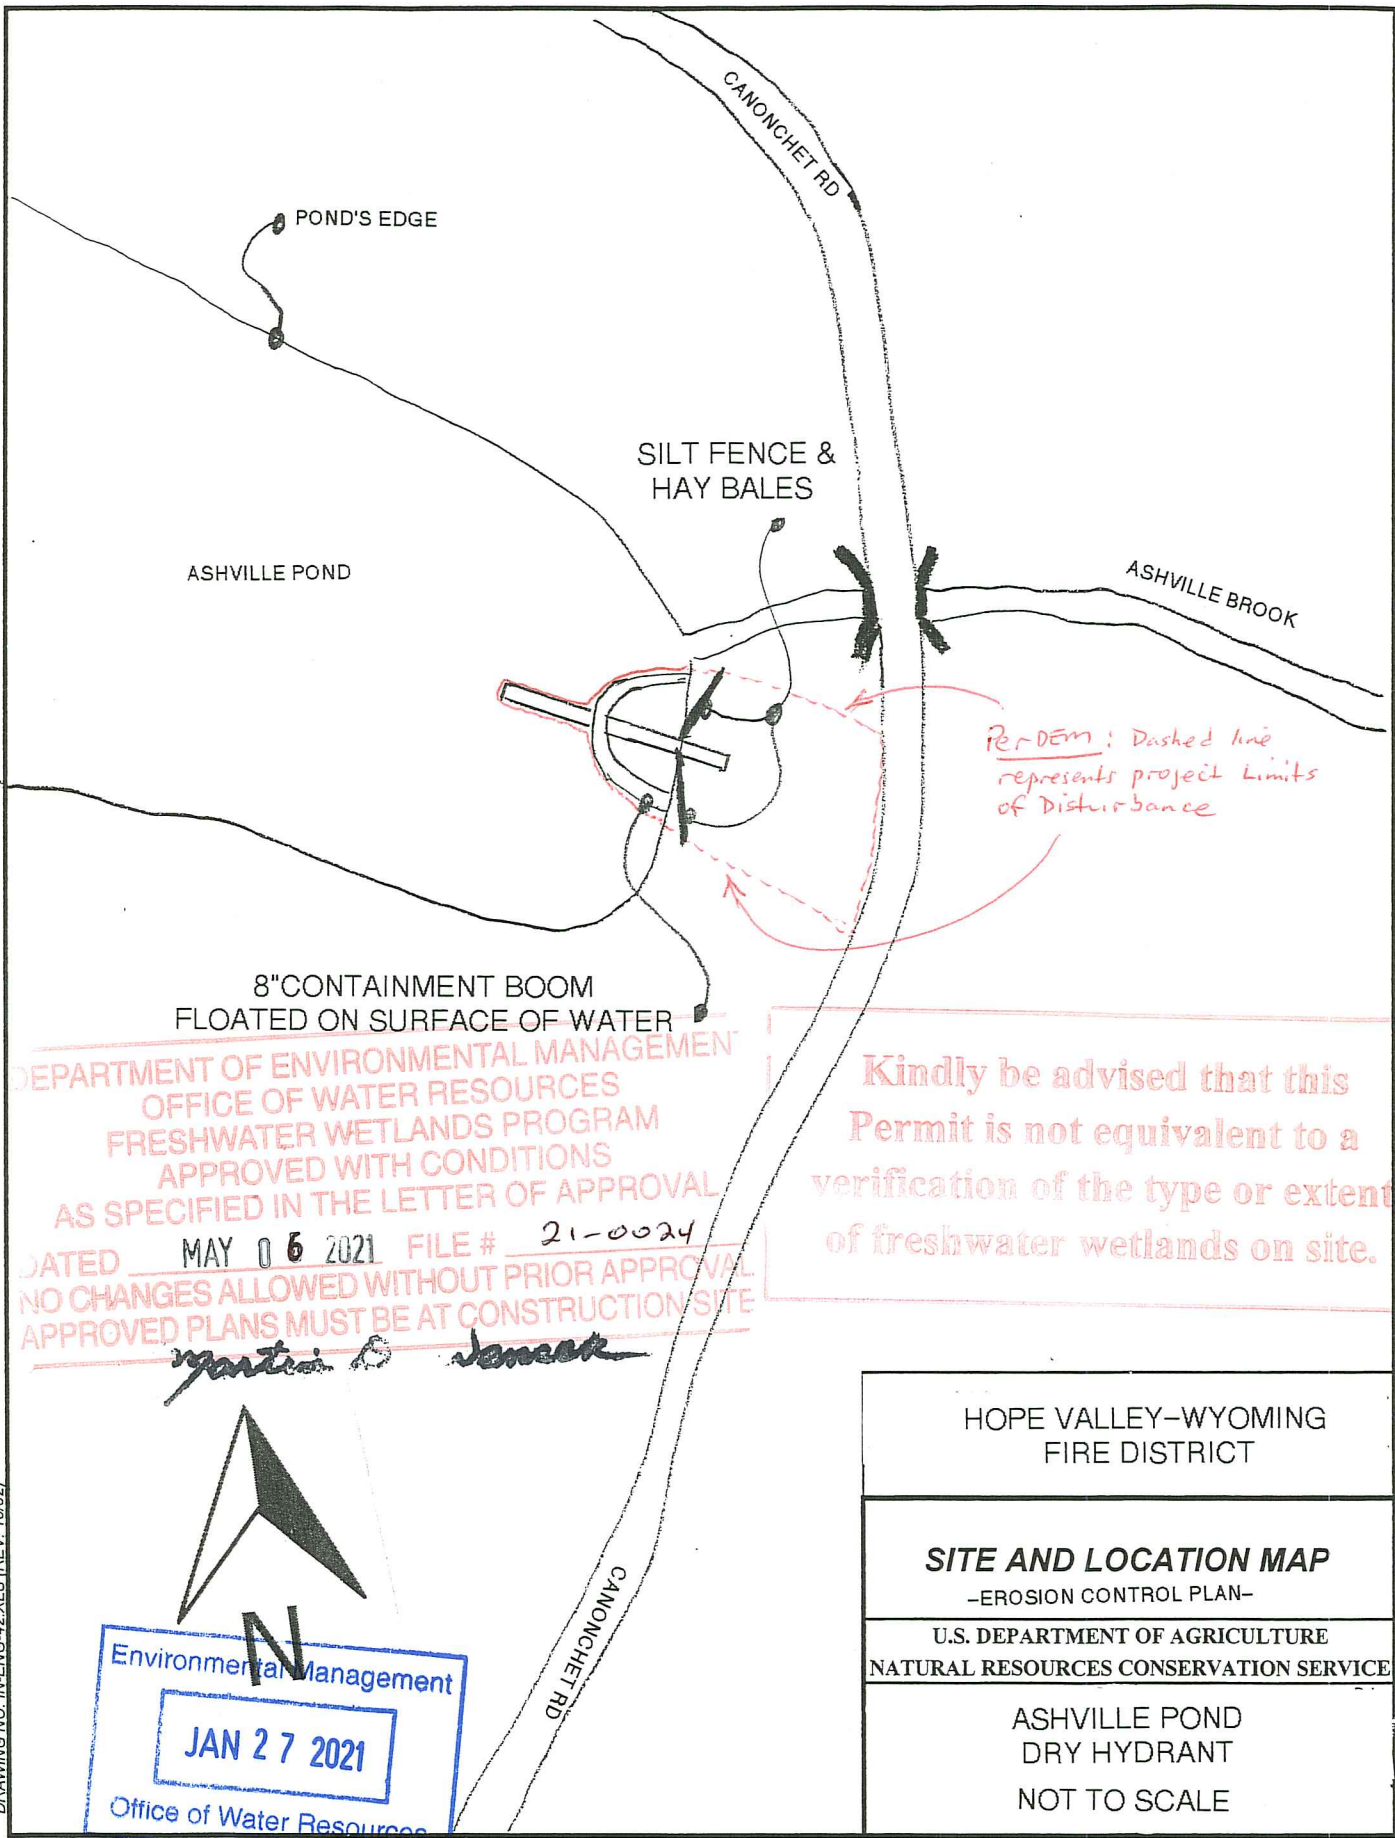 CANONCHET RD
POND'S EDGE
SILT FENCE &
HAY BALES
ASHVILLE POND
ASHVILLE BROOK
Per DEM: Dashed line
represents project Limits
of Disturbance
8"CONTAINMENT BOOM
FLOATED ON SURFACE OF WATER
DEPARTMENT OF ENVIRONMENTAL MANAGEMENT
OFFICE OF WATER RESOURCES
FRESHWATER WETLANDS PROGRAM
APPROVED WITH CONDITIONS
AS SPECIFIED IN THE LETTER OF APPROVAL
DATED MAY 06 2021 FILE # 21-0024
NO CHANGES ALLOWED WITHOUT PRIOR APPROVAL
APPROVED PLANS MUST BE AT CONSTRUCTION SITE
Martin D
Kindly be advised that this
Permit is not equivalent to a
verification of the type or extent
of freshwater wetlands on site.
N
CANONCHET RD
Environmental Management
JAN 27 2021
Office of Water Resources
HOPE VALLEY-WYOMING
FIRE DISTRICT
SITE AND LOCATION MAP
-EROSION CONTROL PLAN-
U.S. DEPARTMENT OF AGRICULTURE
NATURAL RESOURCES CONSERVATION SERVICE
ASHVILLE POND
DRY HYDRANT
NOT TO SCALE